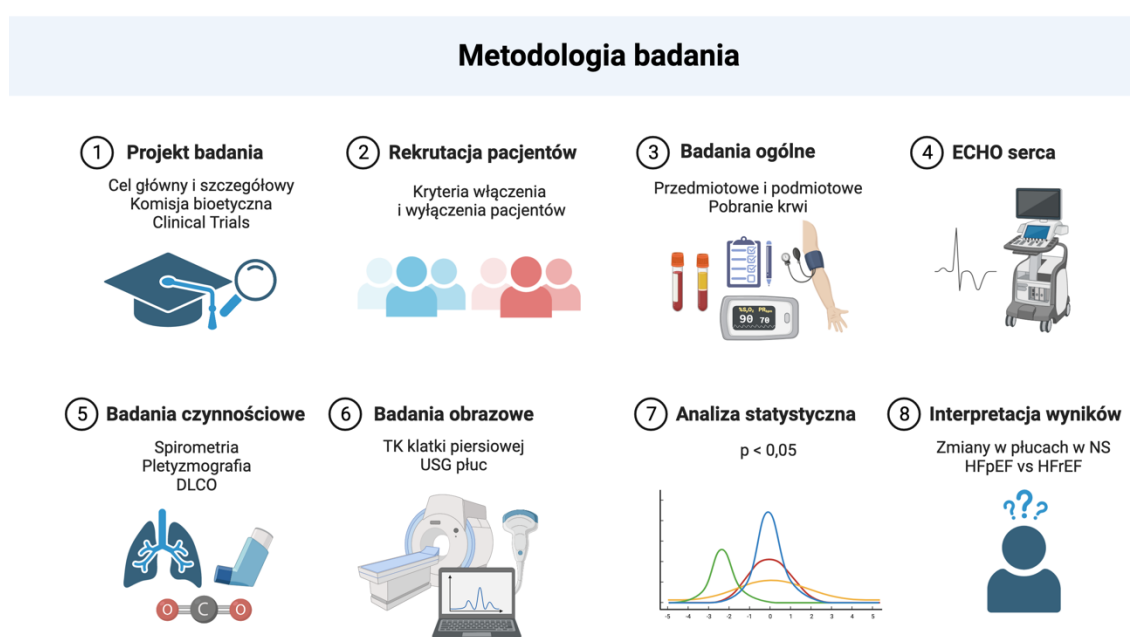 Metodologia badania
1 Projekt badania
Cel główny i szczegółowy
Komisja bioetyczna
Clinical Trials
2 Rekrutacja pacjentów
Kryteria włączenia
i wyłączenia pacjentów
3 Badania ogólne
Przedmiotowe i podmiotowe
Pobranie krwi
%SpO2 PRbpm
90 70
4 ECHO serca
5 Badania czynnościowe
Spirometria
Pletyzmografia
DLCO
O C O
6 Badania obrazowe
TK klatki piersiowej
USG płuc
7 Analiza statystyczna
p < 0,05
-5 -4 -3 -2 -1 0 1 2 3 4 5
8 Interpretacja wyników
Zmiany w płucach w NS
HFpEF vs HFrEF
???